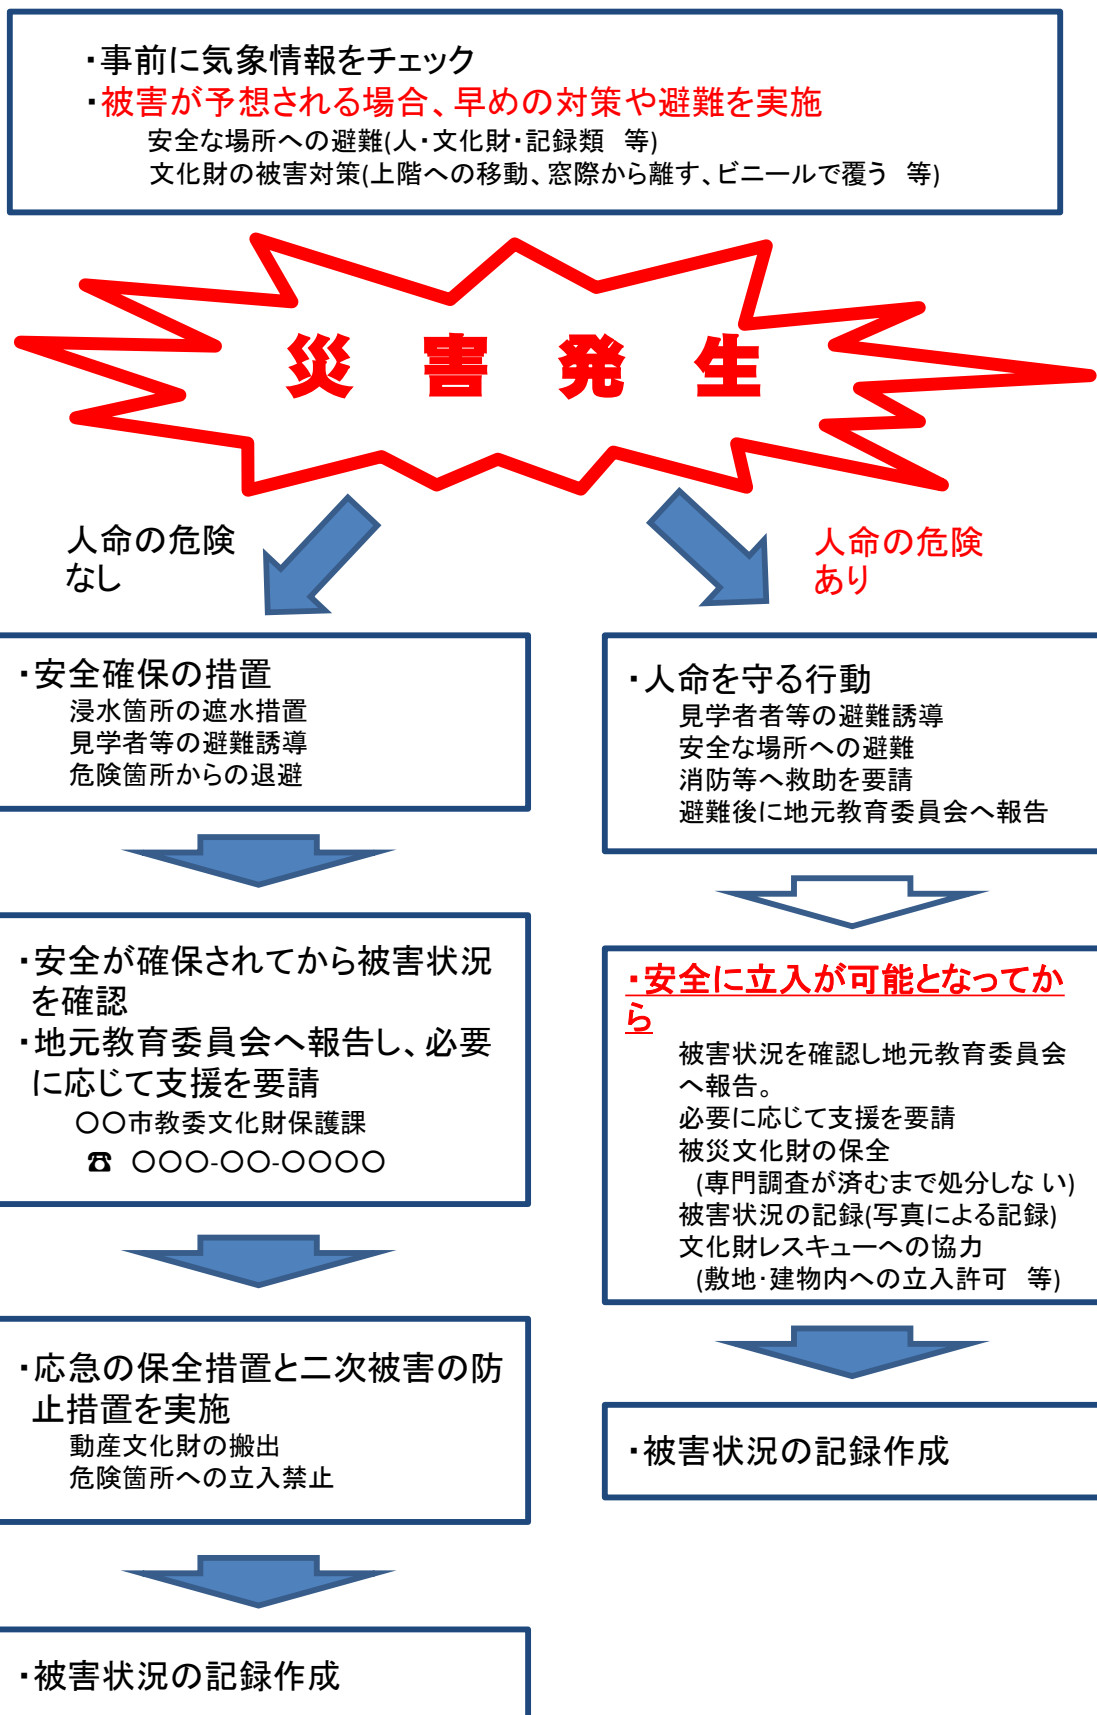 ・事前に気象情報をチェック
・被害が予想される場合、早めの対策や避難を実施
安全な場所への避難(人・文化財・記録類　等)
文化財の被害対策(上階への移動、窓際から離す、ビニールで覆う　等)
災　害　発　生
人命の危険
なし
・安全確保の措置
浸水箇所の遮水措置
見学者等の避難誘導
危険箇所からの退避
・安全が確保されてから被害状況
を確認
・地元教育委員会へ報告し、必要
に応じて支援を要請
〇〇市教委文化財保護課
☎ 〇〇〇-〇〇-〇〇〇〇
・応急の保全措置と二次被害の防
止措置を実施
動産文化財の搬出
危険箇所への立入禁止
・被害状況の記録作成
人命の危険
あり
・人命を守る行動
見学者者等の避難誘導
安全な場所への避難
消防等へ救助を要請
避難後に地元教育委員会へ報告
・安全に立入が可能となってか
ら
被害状況を確認し地元教育委員会
へ報告。
必要に応じて支援を要請
被災文化財の保全
(専門調査が済むまで処分しな い)
被害状況の記録(写真による記録)
文化財レスキューへの協力
(敷地・建物内への立入許可　等)
・被害状況の記録作成